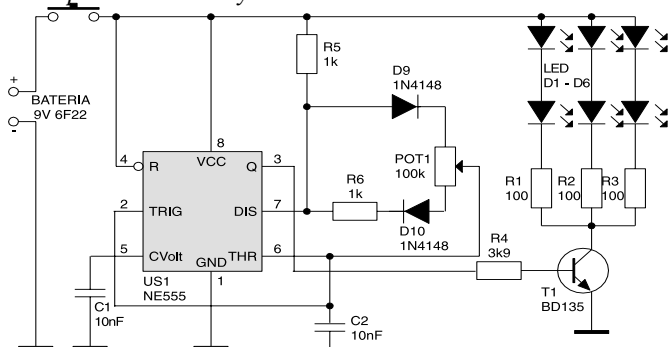 R5
1k
D9
1N4148
LED
D1 - D6
+
BATERIA
9V 6F22
-
8
VCC
4
R
Q
3
POT1
100k
R6
1k
R1
100
R2
100
R3
100
2
TRIG
DIS
7
D10
1N4148
5
CVolt
THR
6
R4
3k9
GND
US1
NE555
1
T1
BD135
C1
10nF
C2
10nF